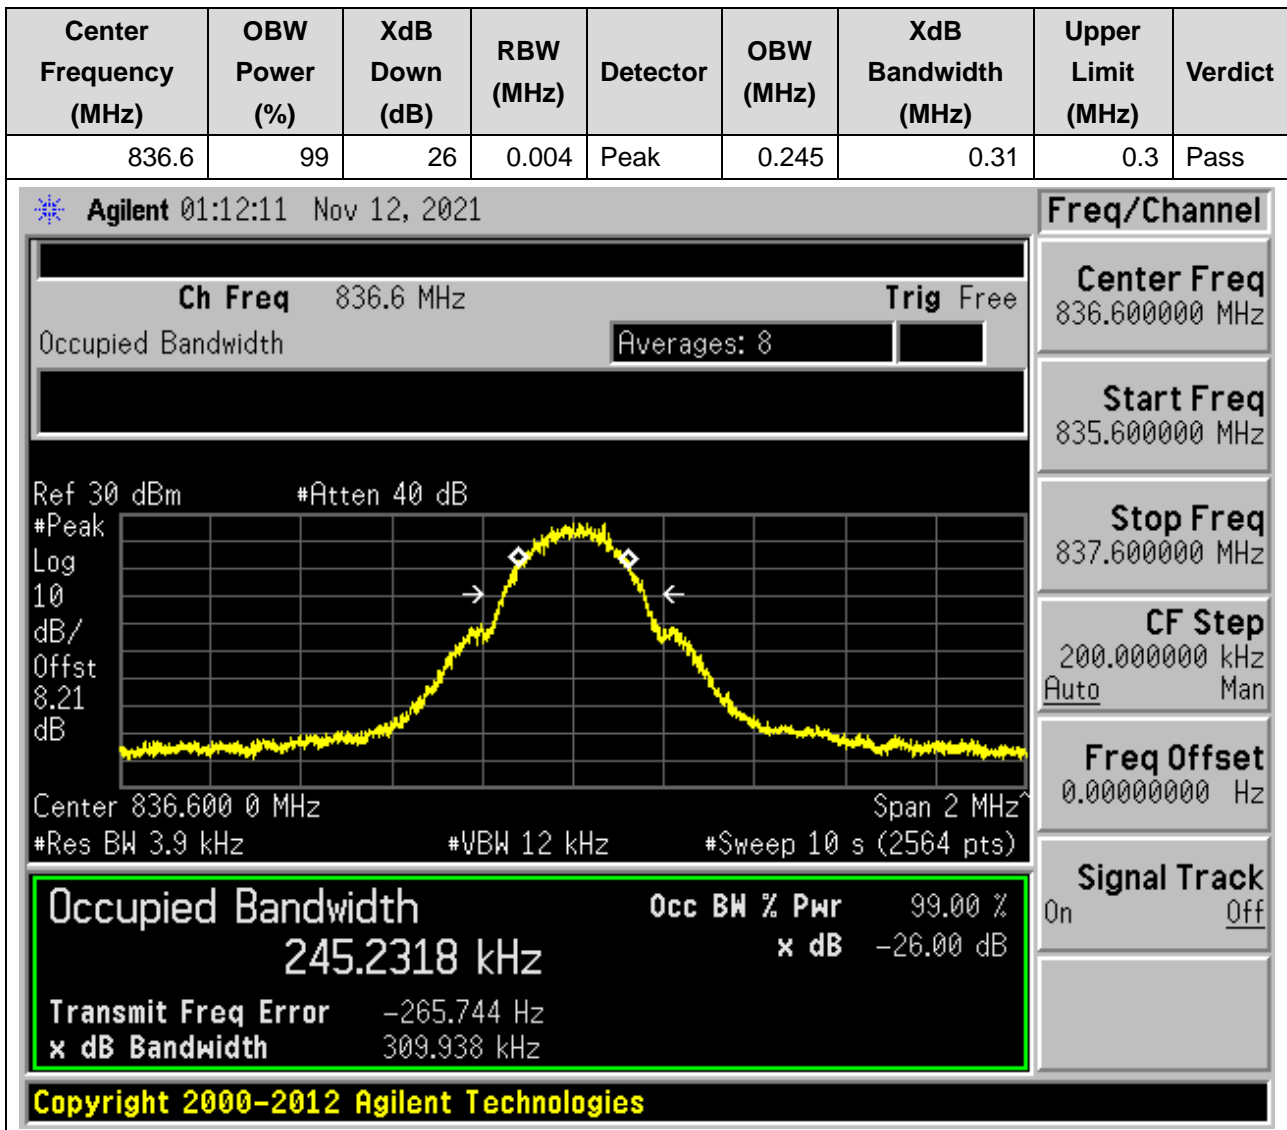 Center Frequency (MHz) OBW Power (%) XdB Down (dB) RBW (MHz) Detector OBW (MHz) XdB Bandwidth (MHz) Upper Limit (MHz) Verdict
836.6 99 26 0.004 Peak 0.245 0.31 0.3 Pass
Agilent 01:12:11 Nov 12, 2021
Ch Freq 836.6 MHz Trig Free
Occupied Bandwidth Averages: 8
Ref 30 dBm #Atten 40 dB
#Peak
Log
10
dB/
Offst
8.21
dB
Center 836.600 0 MHz Span 2 MHz^
#Res BW 3.9 kHz #VBW 12 kHz #Sweep 10 s (2564 pts)
Occupied Bandwidth Occ BW % Pwr 99.00 %
245.2318 kHz x dB -26.00 dB
Transmit Freq Error -265.744 Hz
x dB Bandwidth 309.938 kHz
Copyright 2000-2012 Agilent Technologies
Freq/Channel
Center Freq
836.600000 MHz
Start Freq
835.600000 MHz
Stop Freq
837.600000 MHz
CF Step
200.000000 kHz
Auto Man
Freq Offset
0.00000000 Hz
Signal Track
On Off